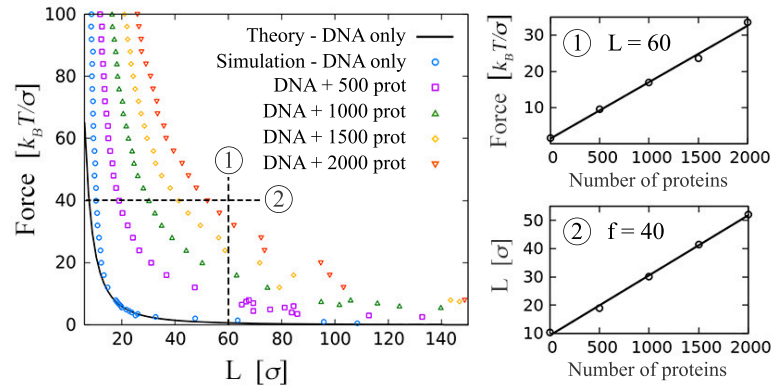 Force [k_BT/σ]
100
80
60
40
20
0
Theory - DNA only
Simulation - DNA only
DNA + 500 prot
DNA + 1000 prot
DNA + 1500 prot
DNA + 2000 prot
1
2
20 40 60 80 100 120 140
L [σ]
Force [k_BT/σ]
30
20
10
1 L = 60
0 500 1000 1500 2000
Number of proteins
L [σ]
50
40
30
20
10
2 f = 40
0 500 1000 1500 2000
Number of proteins